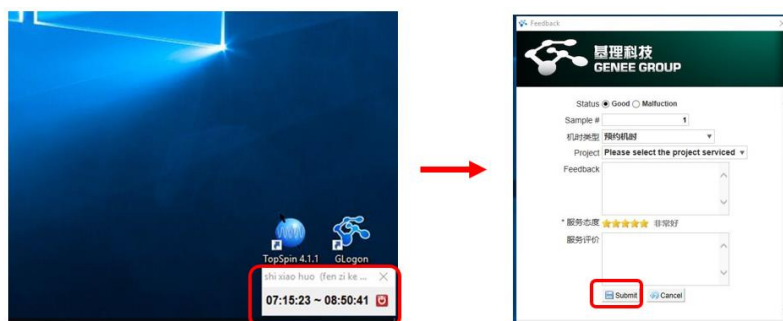 TopSpin 4.1.1
GLogon
shi xiao huo (fen zi ke ...
07:15:23 ~ 08:50:41
Feedback
基理科技
GENEE GROUP
Status Good Malfuction
Sample # 1
机时类型 预约机时
Project Please select the project serviced
Feedback
* 服务态度 非常好
服务评价
Submit Cancel